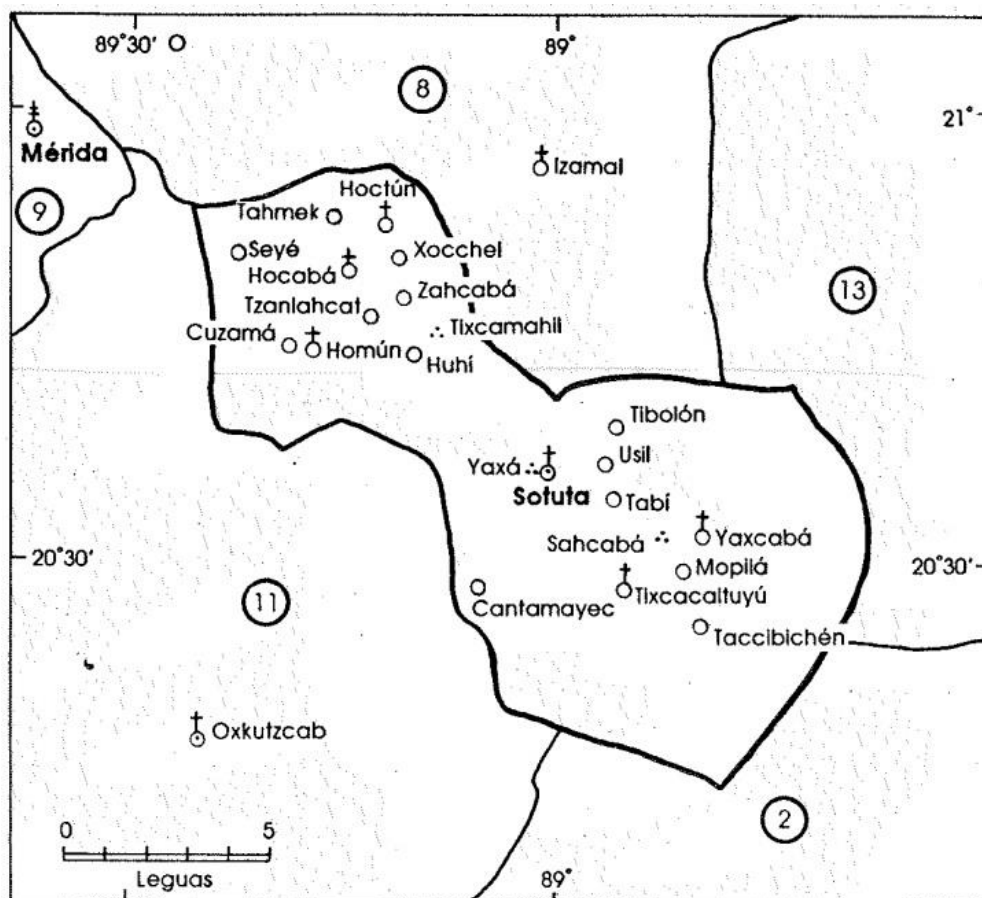 89°30'
89°
8
21°
Mérida
Izamal
Hoctún
9
Tahmek
Seyé
Xocchel
Hocabá
13
Zahcabá
Tzanlahcat
Tixcamahil
Cuzamá
Homún
Huhí
Tibolón
Usil
Yaxá
Sotuta
Tabí
Sahcabá
Yaxcabá
20°30'
Mopilá
20°30'
11
Cantamayec
Tixcacaltuyú
Taccibichén
Oxkutzcab
2
0 5
Leguas
89°